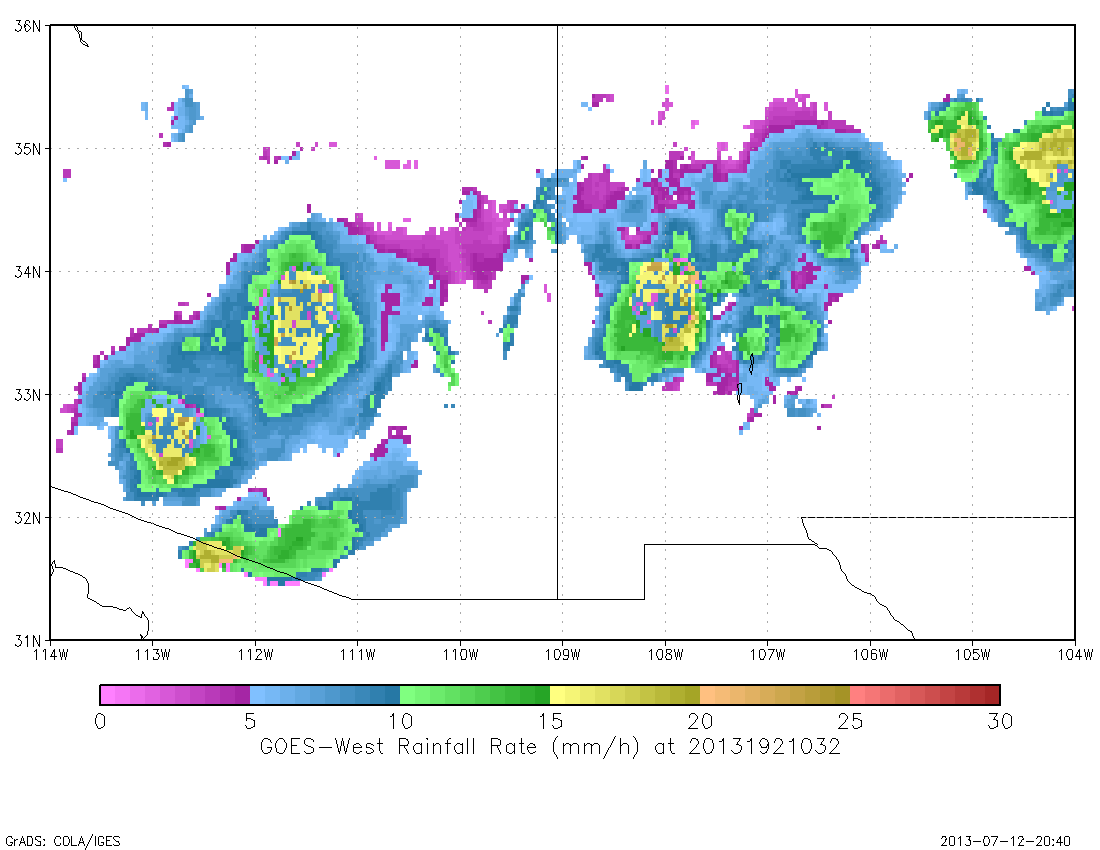 36N
35N
34N
33N
32N
31N
114W 113W 112W 111W 110W 109W 108W 107W 106W 105W 104W
0 5 10 15 20 25 30
GOES-West Rainfall Rate (mm/h) at 20131921032
GrADS: COLA/IGES 2013-07-12-20:40